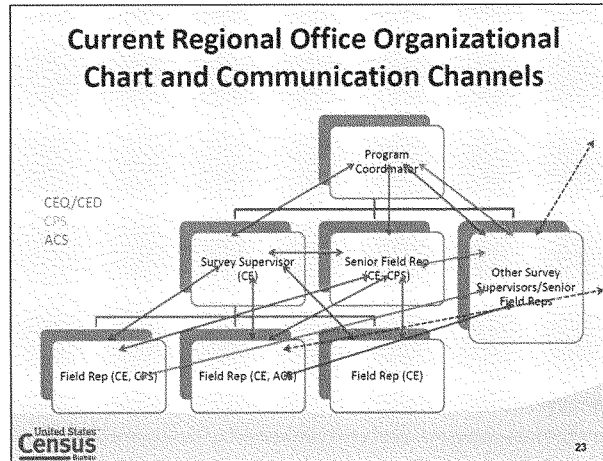 Current Regional Office Organizational
Chart and Communication Channels
Program
Coordinator
CEQ/CED
CPS
ACS
Survey Supervisor
(CE)
Senior Field Rep
(CE, CPS)
Other Survey
Supervisors/Senior
Field Reps
Field Rep (CE, CPS)
Field Rep (CE, ACS)
Field Rep (CE)
United States
Census
Bureau
23